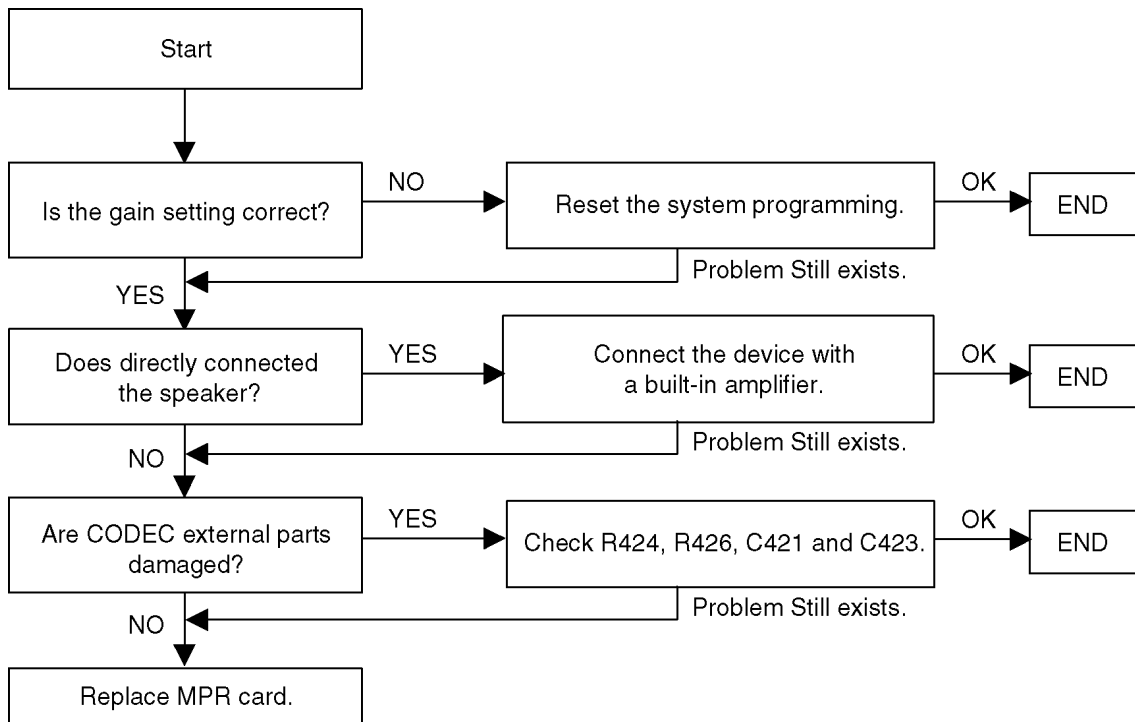 Start
Is the gain setting correct?
NO
Reset the system programming.
OK
END
Problem Still exists.
YES
Does directly connected
the speaker?
YES
Connect the device with
a built-in amplifier.
OK
END
Problem Still exists.
NO
Are CODEC external parts
damaged?
YES
Check R424, R426, C421 and C423.
OK
END
Problem Still exists.
NO
Replace MPR card.